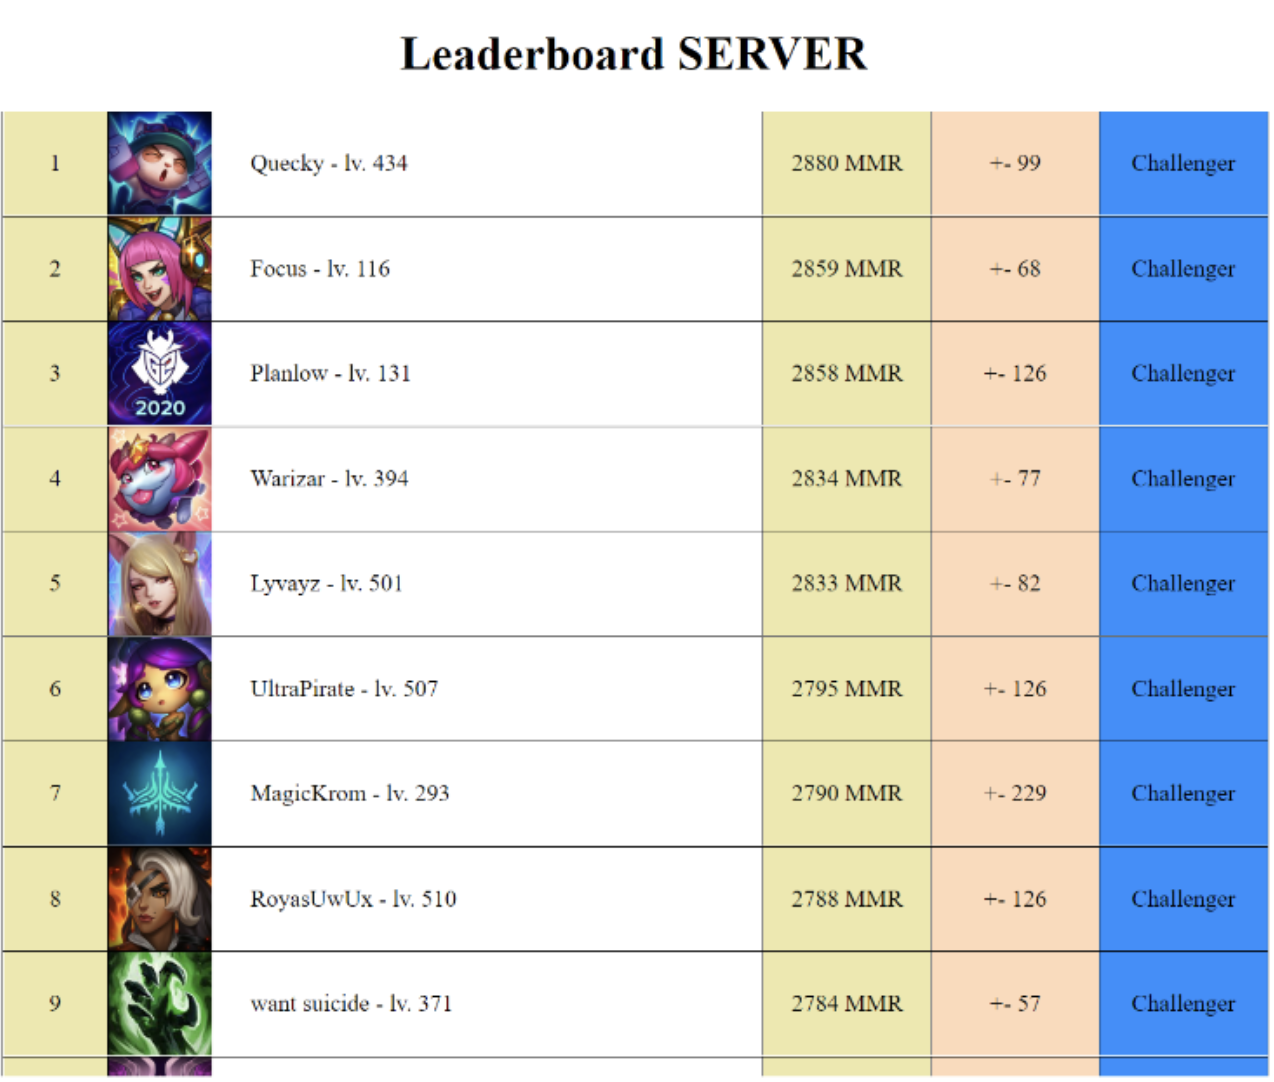 Leaderboard SERVER
1 Quecky - lv. 434 2880 MMR +- 99 Challenger
2 Focus - lv. 116 2859 MMR +- 68 Challenger
3 2020 Planlow - lv. 131 2858 MMR +- 126 Challenger
4 Warizar - lv. 394 2834 MMR +- 77 Challenger
5 Lyvayz - lv. 501 2833 MMR +- 82 Challenger
6 UltraPirate - lv. 507 2795 MMR +- 126 Challenger
7 MagicKrom - lv. 293 2790 MMR +- 229 Challenger
8 RoyasUwUx - lv. 510 2788 MMR +- 126 Challenger
9 want suicide - lv. 371 2784 MMR +- 57 Challenger